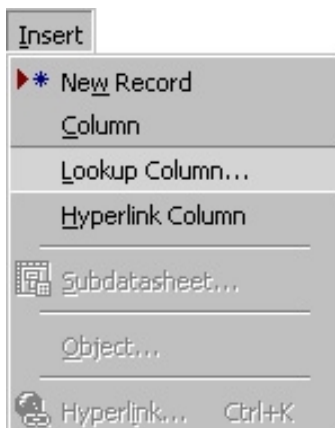 Insert
New Record
Column
Lookup Column...
Hyperlink Column
Subdatasheet...
Object...
Hyperlink... Ctrl+K